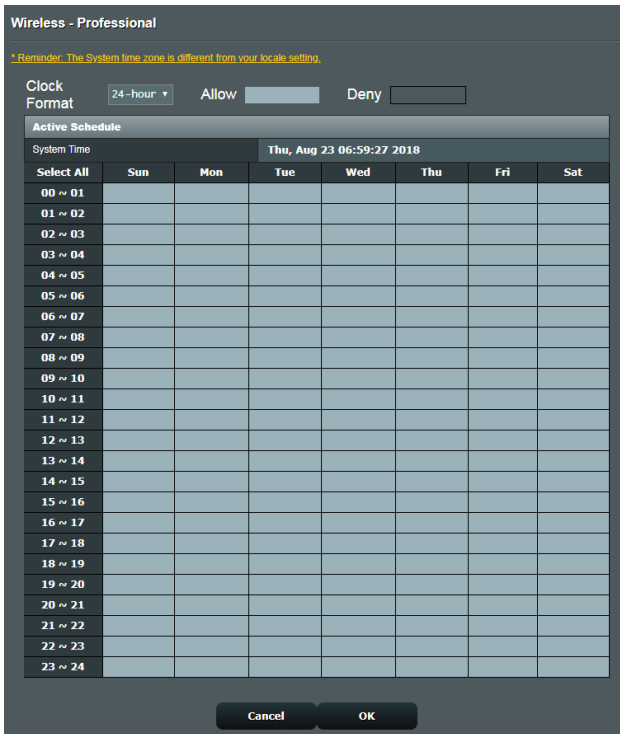 Wireless - Professional
* Reminder: The System time zone is different from your locale setting.
Clock Format 24-hour Allow Deny
Active Schedule
System Time Thu, Aug 23 06:59:27 2018
Select All Sun Mon Tue Wed Thu Fri Sat
00 ~ 01
01 ~ 02
02 ~ 03
03 ~ 04
04 ~ 05
05 ~ 06
06 ~ 07
07 ~ 08
08 ~ 09
09 ~ 10
10 ~ 11
11 ~ 12
12 ~ 13
13 ~ 14
14 ~ 15
15 ~ 16
16 ~ 17
17 ~ 18
18 ~ 19
19 ~ 20
20 ~ 21
21 ~ 22
22 ~ 23
23 ~ 24
Cancel OK